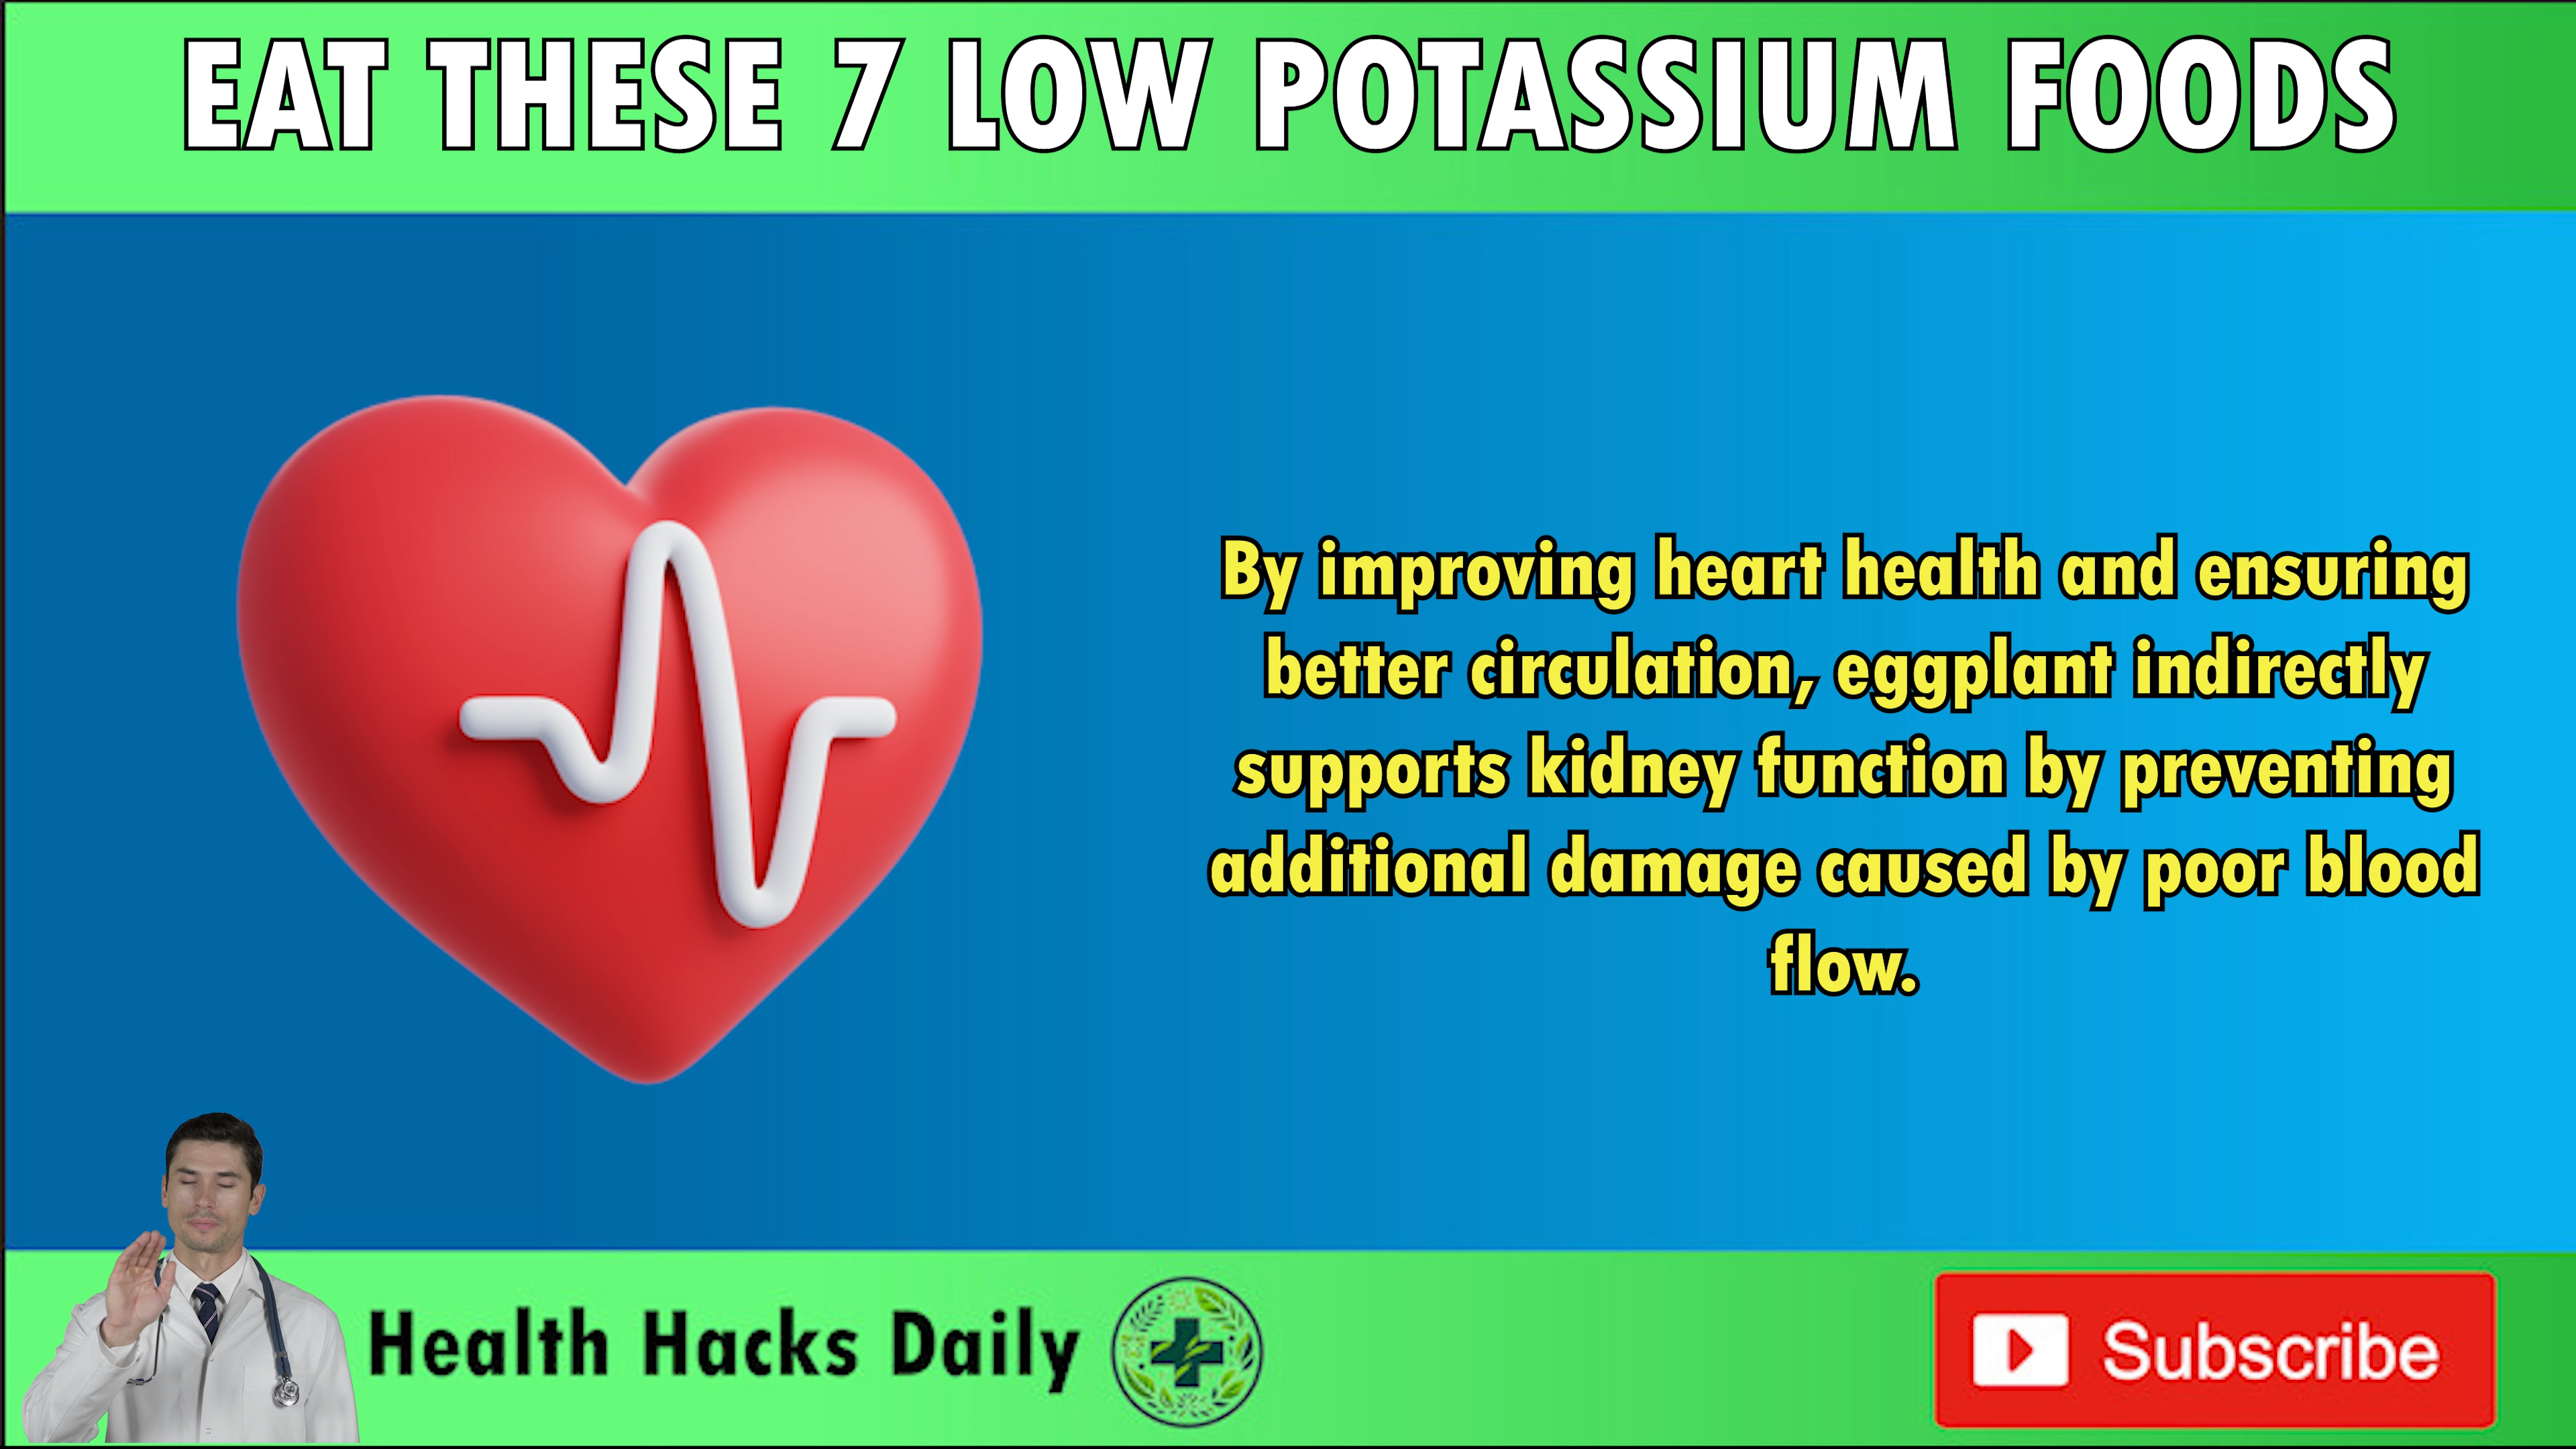 EAT THESE 7 LOW POTASSIUM FOODS
By improving heart health and ensuring
better circulation, eggplant indirectly
supports kidney function by preventing
additional damage caused by poor blood
flow.
Health Hacks Daily
Subscribe